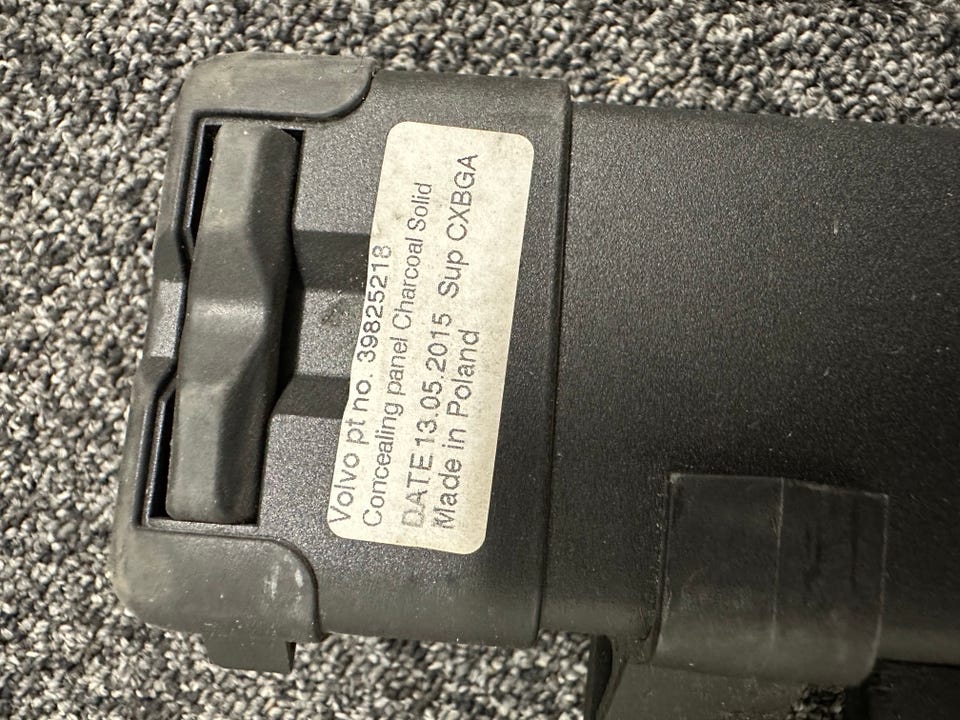 Volvo pt no. 39825218
Concealing panel Charcoal Solid
DATE 13.05.2015 Sup CXBGA
Made in Poland